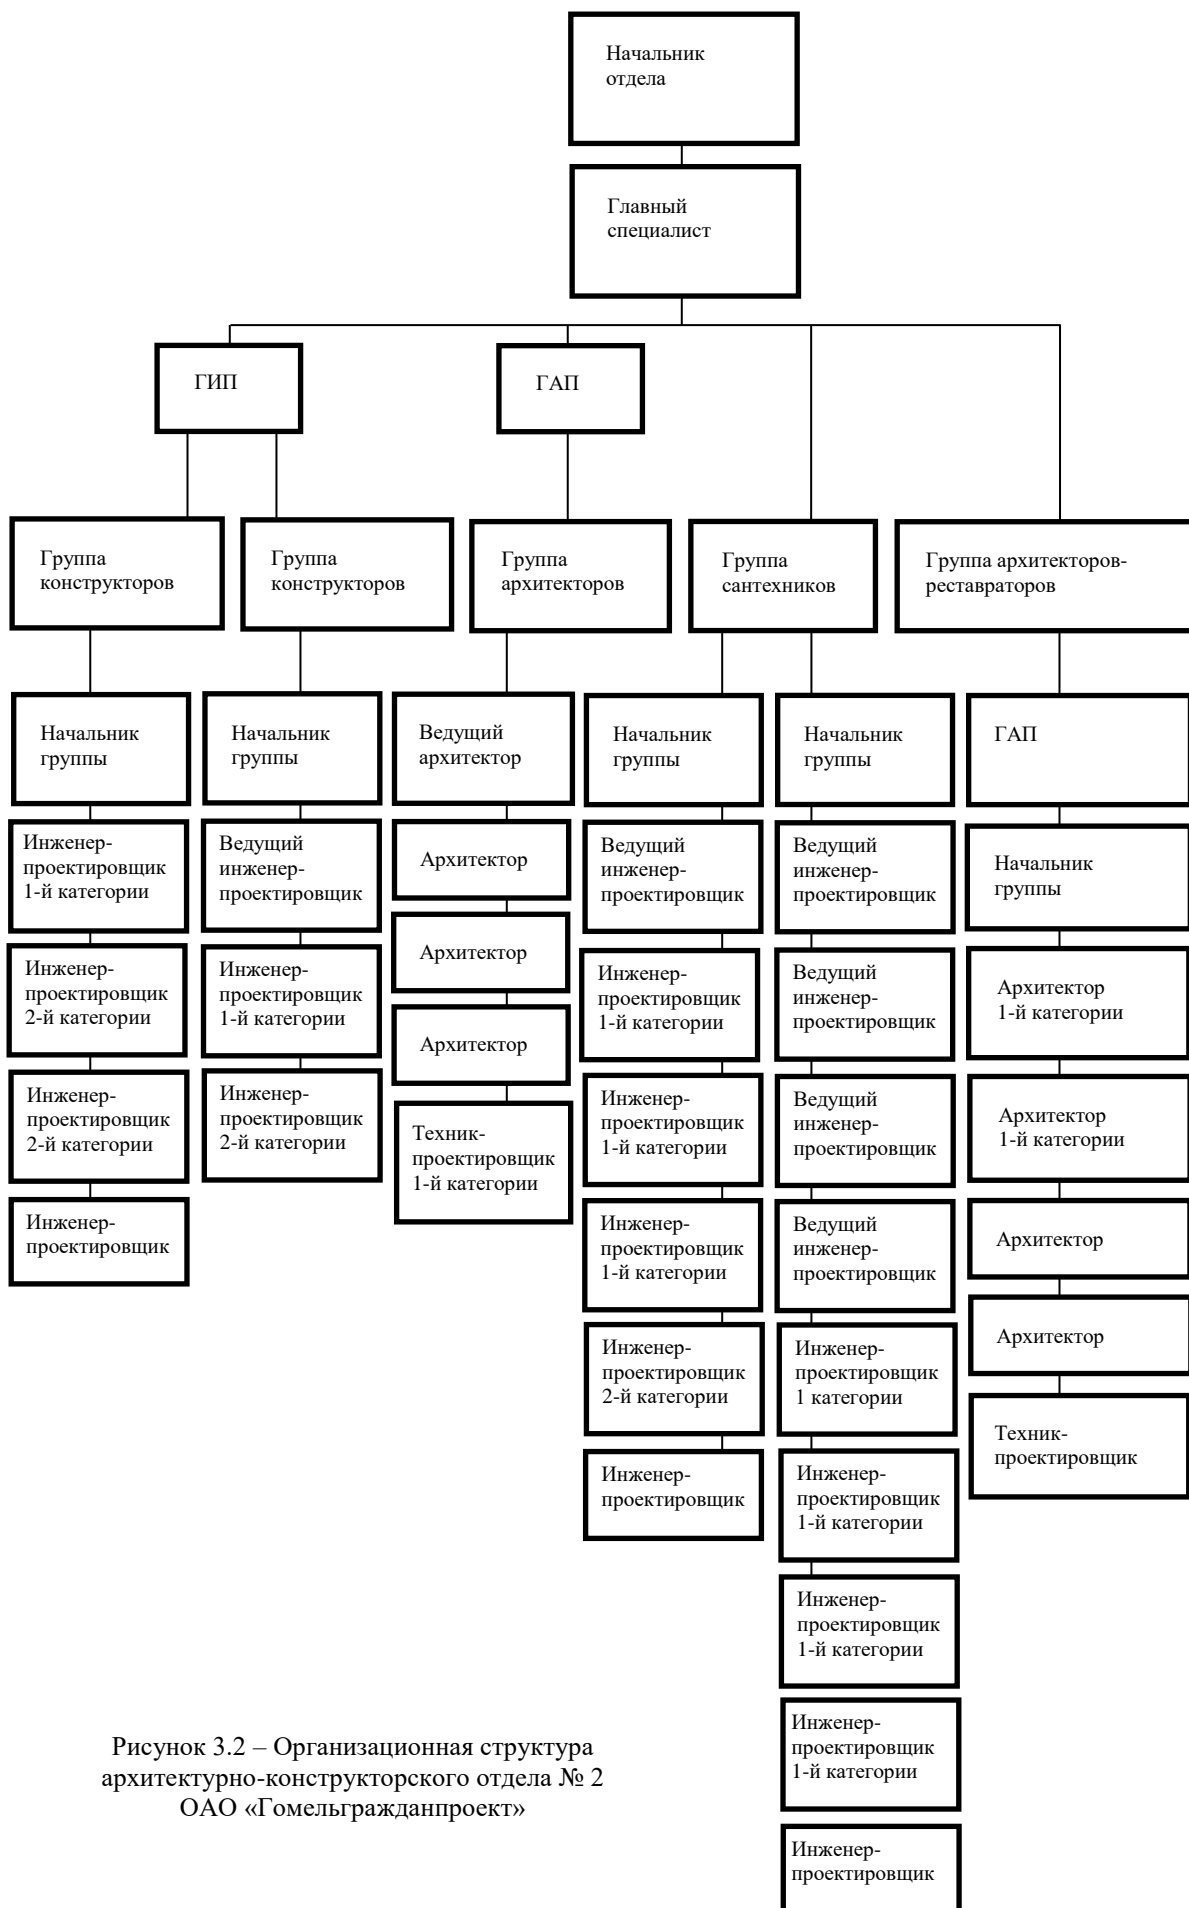 Начальник
отдела
Главный
специалист
ГИП
ГАП
Группа
конструкторов
Группа
конструкторов
Группа
архитекторов
Группа
сантехников
Группа архитекторов-
реставраторов
Начальник
группы
Инженер-
проектировщик
1-й категории
Инженер-
проектировщик
2-й категории
Инженер-
проектировщик
2-й категории
Инженер-
проектировщик
Начальник
группы
Ведущий
инженер-
проектировщик
Инженер-
проектировщик
1-й категории
Инженер-
проектировщик
2-й категории
Ведущий
архитектор
Архитектор
Архитектор
Архитектор
Техник-
проектировщик
1-й категории
Начальник
группы
Ведущий
инженер-
проектировщик
Инженер-
проектировщик
1-й категории
Инженер-
проектировщик
1-й категории
Инженер-
проектировщик
1-й категории
Инженер-
проектировщик
2-й категории
Инженер-
проектировщик
Начальник
группы
Ведущий
инженер-
проектировщик
Ведущий
инженер-
проектировщик
Ведущий
инженер-
проектировщик
Ведущий
инженер-
проектировщик
Инженер-
проектировщик
1 категории
Инженер-
проектировщик
1-й категории
Инженер-
проектировщик
1-й категории
Инженер-
проектировщик
1-й категории
Инженер-
проектировщик
ГАП
Начальник
группы
Архитектор
1-й категории
Архитектор
1-й категории
Архитектор
Архитектор
Техник-
проектировщик
Рисунок 3.2 – Организационная структура
архитектурно-конструкторского отдела № 2
ОАО «Гомельгражданпроект»